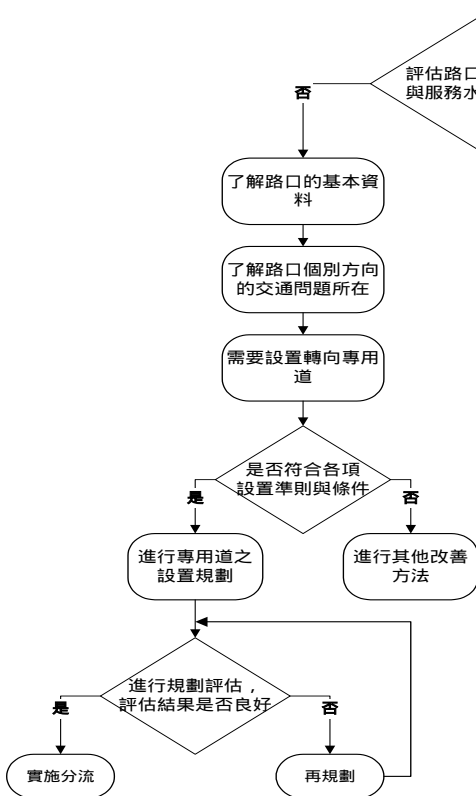 評估路口
與服務水
否
了解路口的基本資
料
了解路口個別方向
的交通問題所在
需要設置轉向專用
道
是否符合各項
設置準則與條件
是
否
進行專用道之
設置規劃
進行其他改善
方法
進行規劃評估，
評估結果是否良好
是
否
實施分流
再規劃